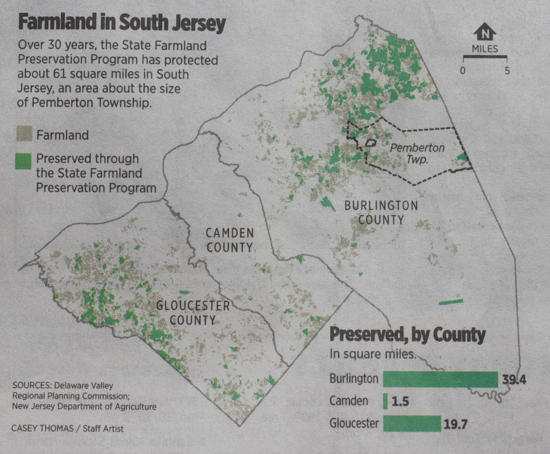 Farmland in South Jersey
Over 30 years, the State Farmland
Preservation Program has protected
about 61 square miles in South
Jersey, an area about the size
of Pemberton Township.
N
MILES
0 5
Farmland
Preserved through
the State Farmland
Preservation Program
Pemberton
Twp.
BURLINGTON
COUNTY
CAMDEN
COUNTY
GLOUCESTER
COUNTY
Preserved, by County
In square miles.
Burlington 39.4
Camden 1.5
Gloucester 19.7
SOURCES: Delaware Valley
Regional Planning Commission;
New Jersey Department of Agriculture
CASEY THOMAS / Staff Artist